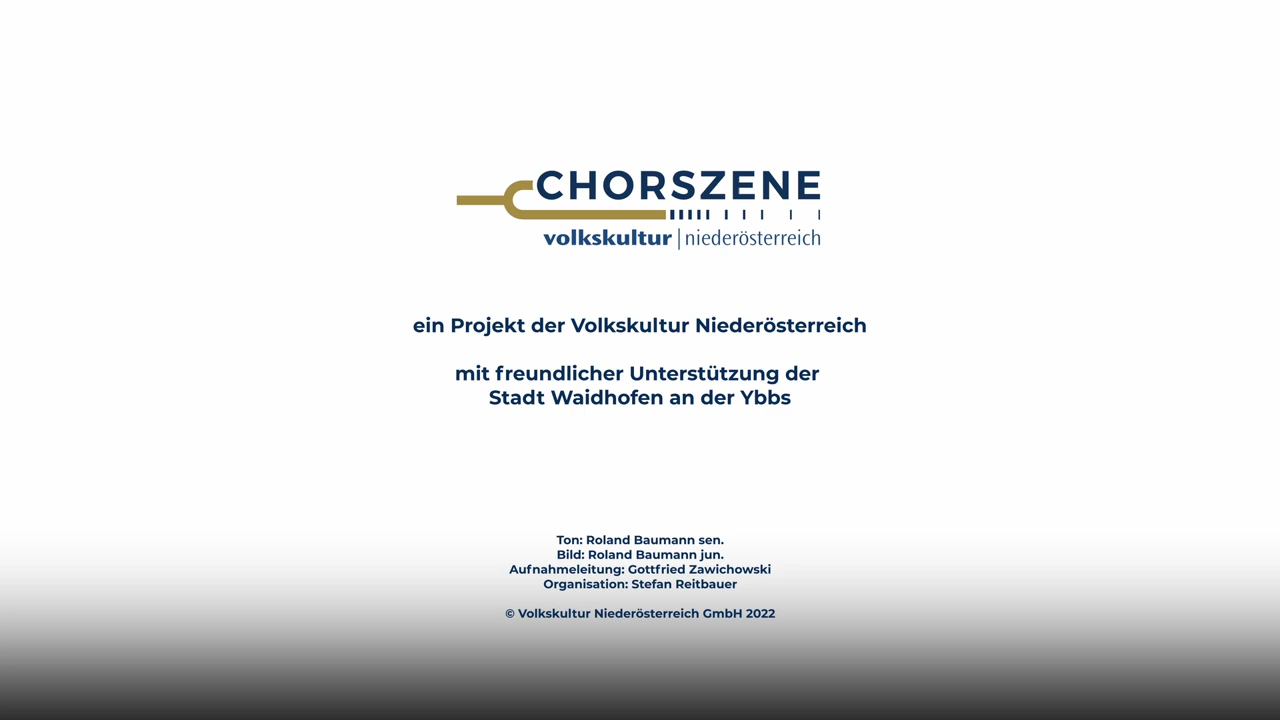 CHORSZENE
volkskultur | niederösterreich
ein Projekt der Volkskultur Niederösterreich
mit freundlicher Unterstützung der
Stadt Waidhofen an der Ybbs
Ton: Roland Baumann sen.
Bild: Roland Baumann jun.
Aufnahmeleitung: Gottfried Zawichowski
Organisation: Stefan Reitbauer
© Volkskultur Niederösterreich GmbH 2022